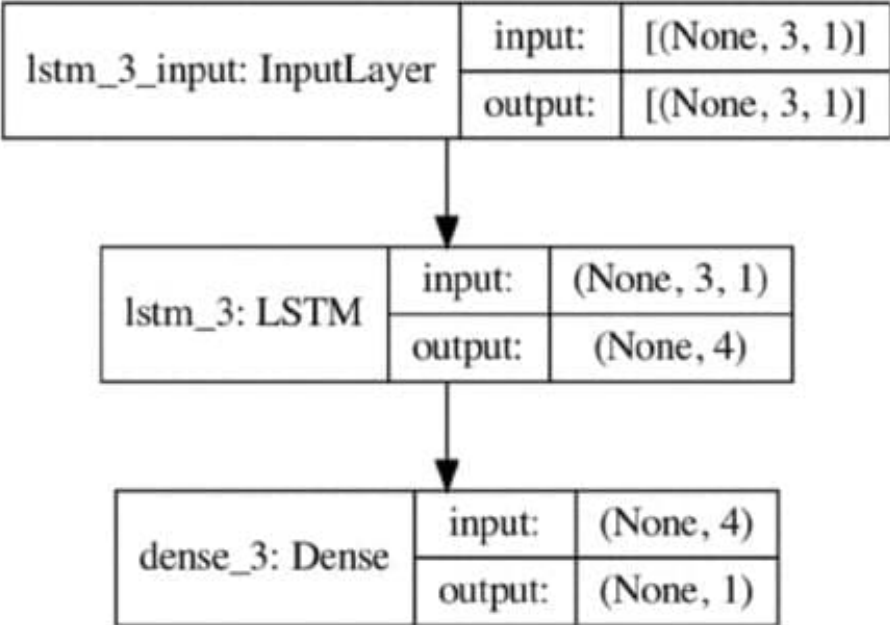 lstm_3_input: InputLayer
input:
[(None, 3, 1)]
output:
[(None, 3, 1)]
lstm_3: LSTM
input:
(None, 3, 1)
output:
(None, 4)
dense_3: Dense
input:
(None, 4)
output:
(None, 1)